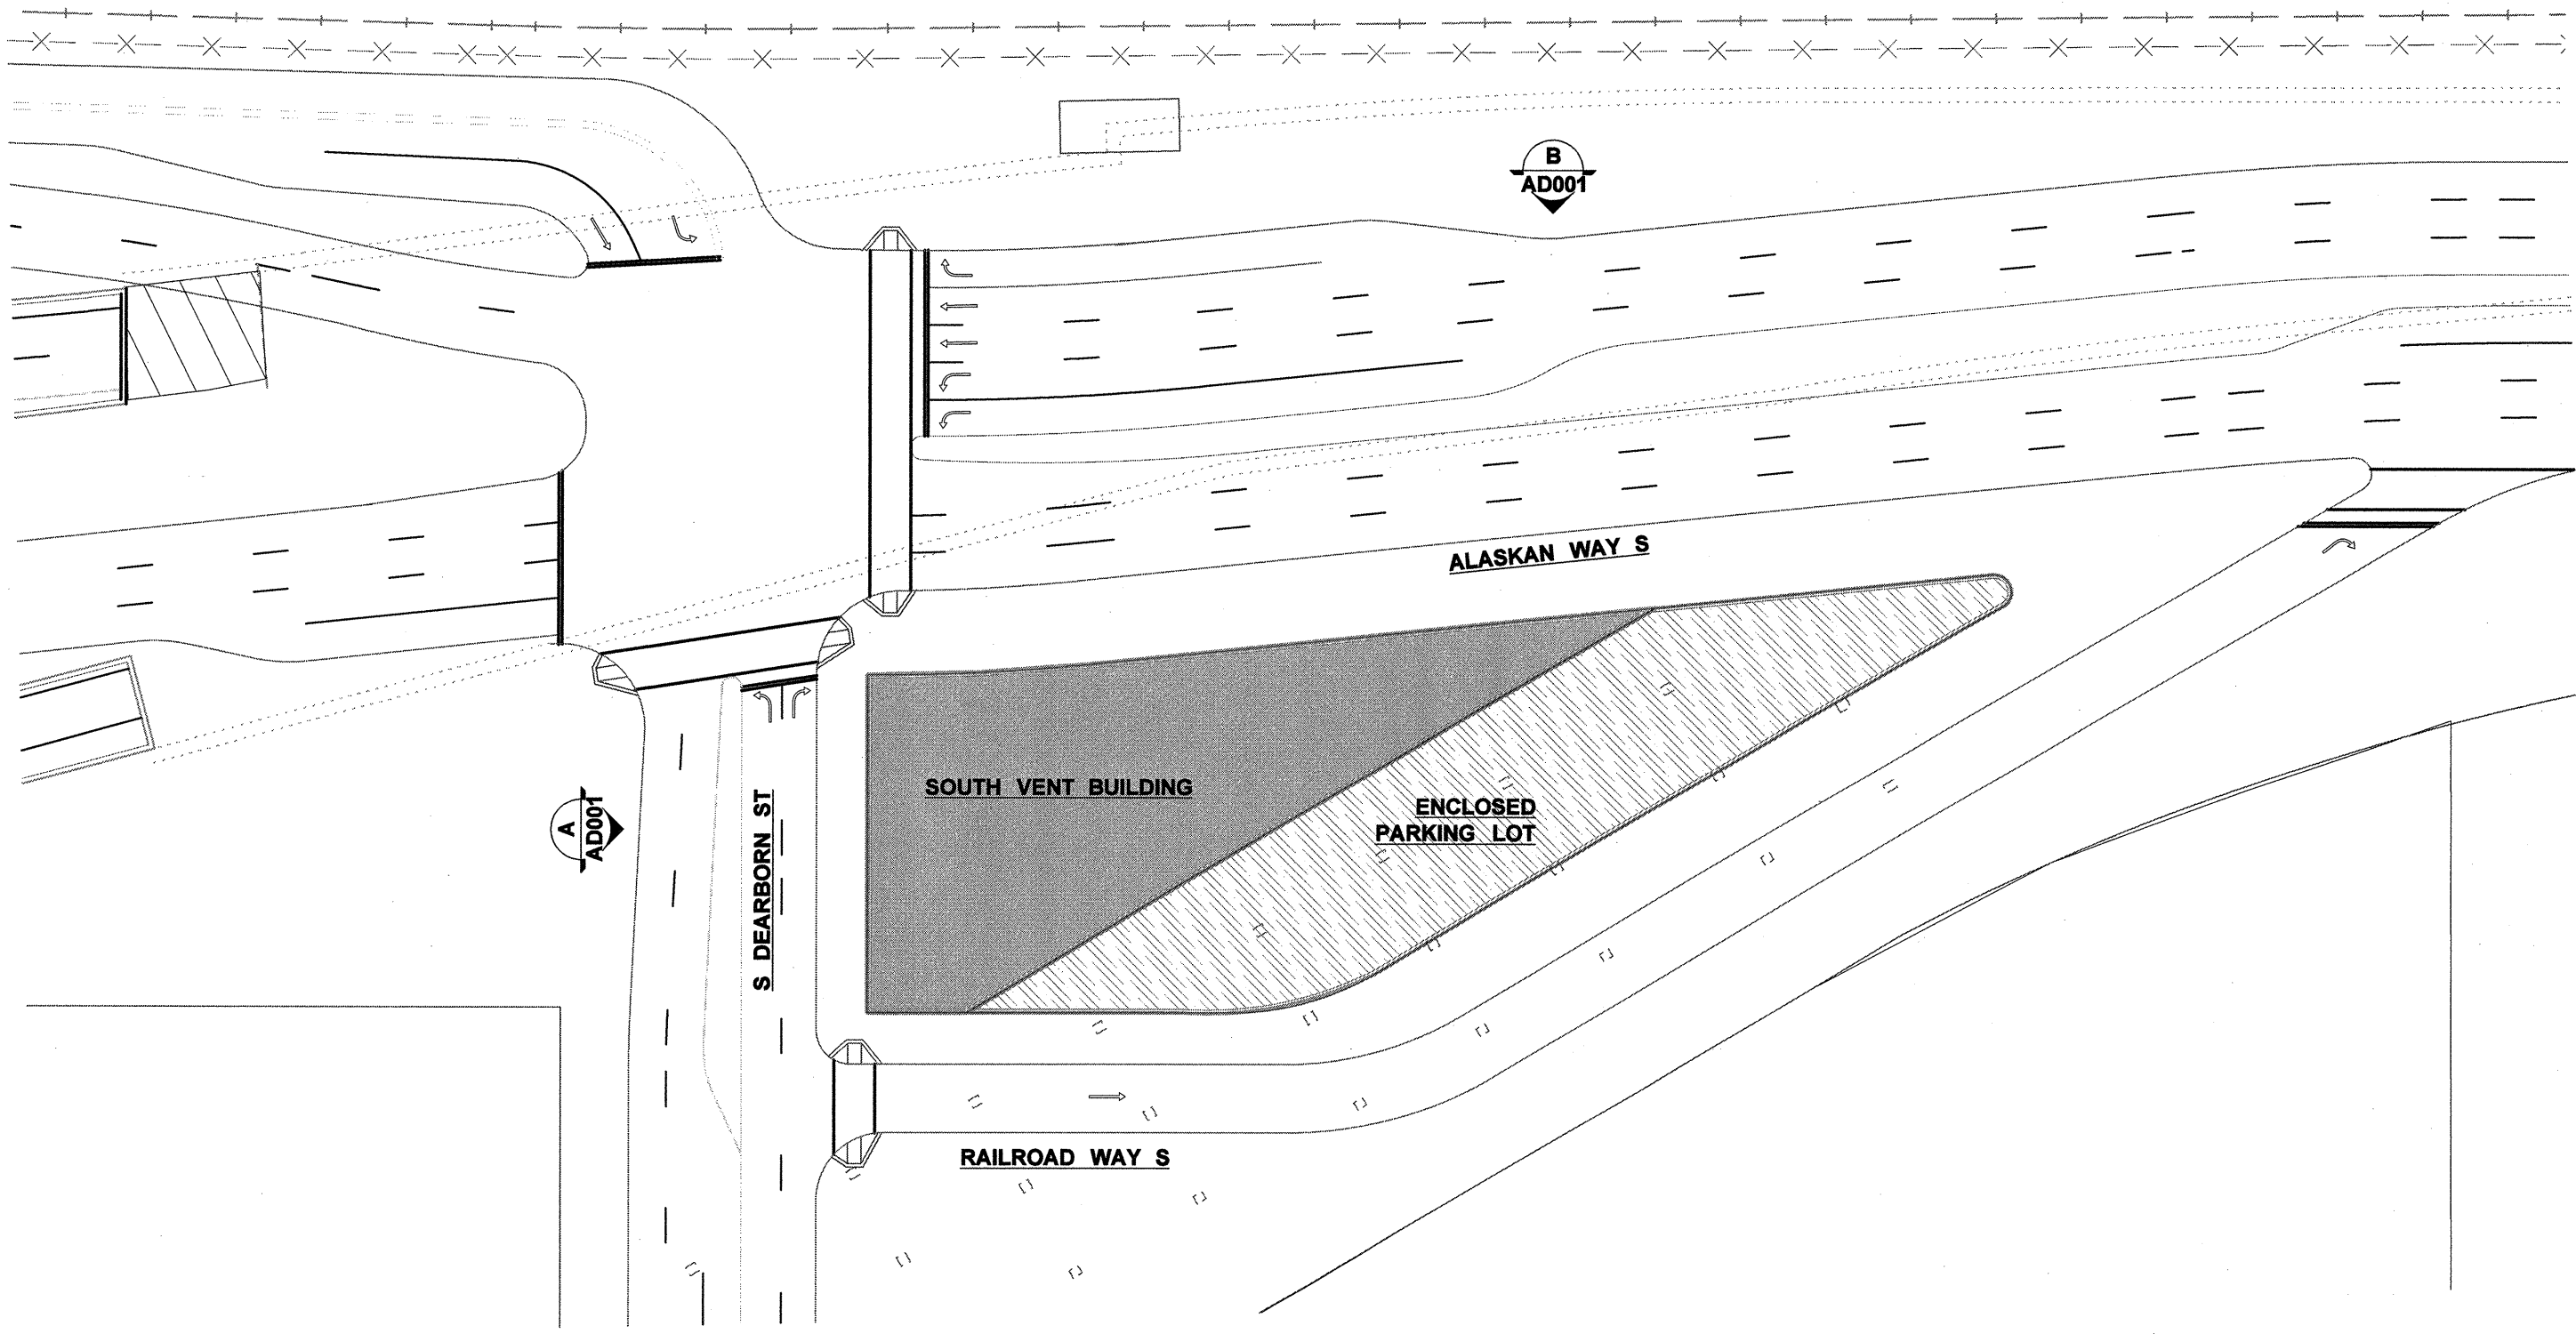 B
AD001
ALASKAN WAY S
SOUTH VENT BUILDING
ENCLOSED
PARKING LOT
A
AD001
S DEARBORN ST
RAILROAD WAY S